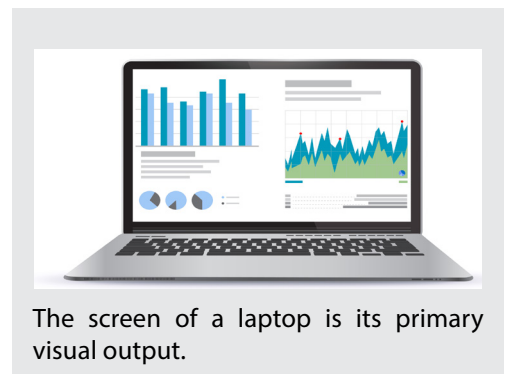 The screen of a laptop is its primary
visual output.